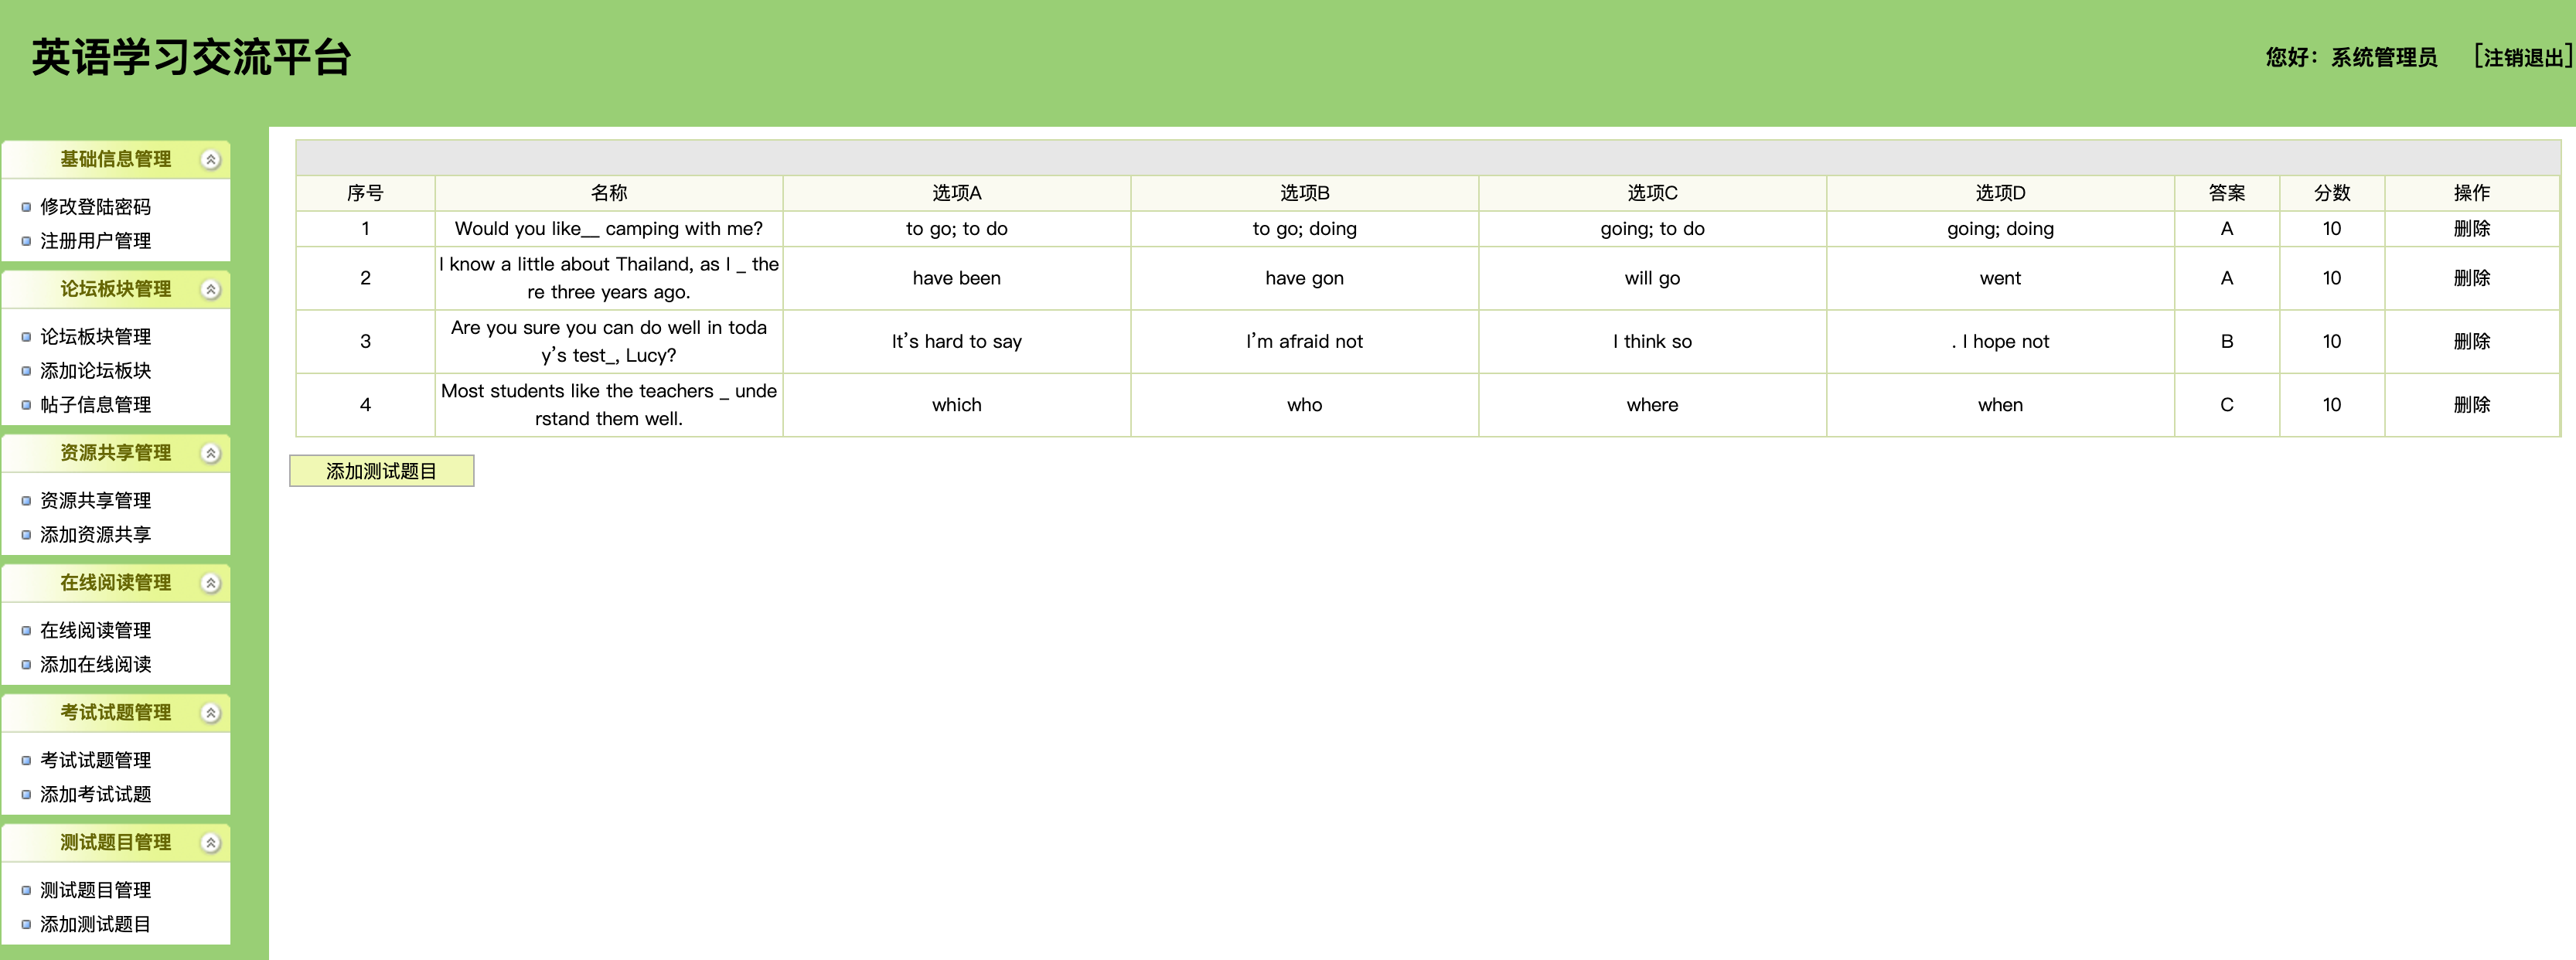 英语学习交流平台
您好：系统管理员 [注销退出]
基础信息管理
修改登陆密码
注册用户管理
论坛板块管理
论坛板块管理
添加论坛板块
帖子信息管理
资源共享管理
资源共享管理
添加资源共享
在线阅读管理
在线阅读管理
添加在线阅读
考试试题管理
考试试题管理
添加考试试题
测试题目管理
测试题目管理
添加测试题目
序号 名称 选项A 选项B 选项C 选项D 答案 分数 操作
1 Would you like__ camping with me? to go; to do to go; doing going; to do going; doing A 10 删除
2 I know a little about Thailand, as I _ the
re three years ago. have been have gon will go went A 10 删除
3 Are you sure you can do well in toda
y's test_, Lucy? It's hard to say I'm afraid not I think so . I hope not B 10 删除
4 Most students like the teachers _ unde
rstand them well. which who where when C 10 删除
添加测试题目